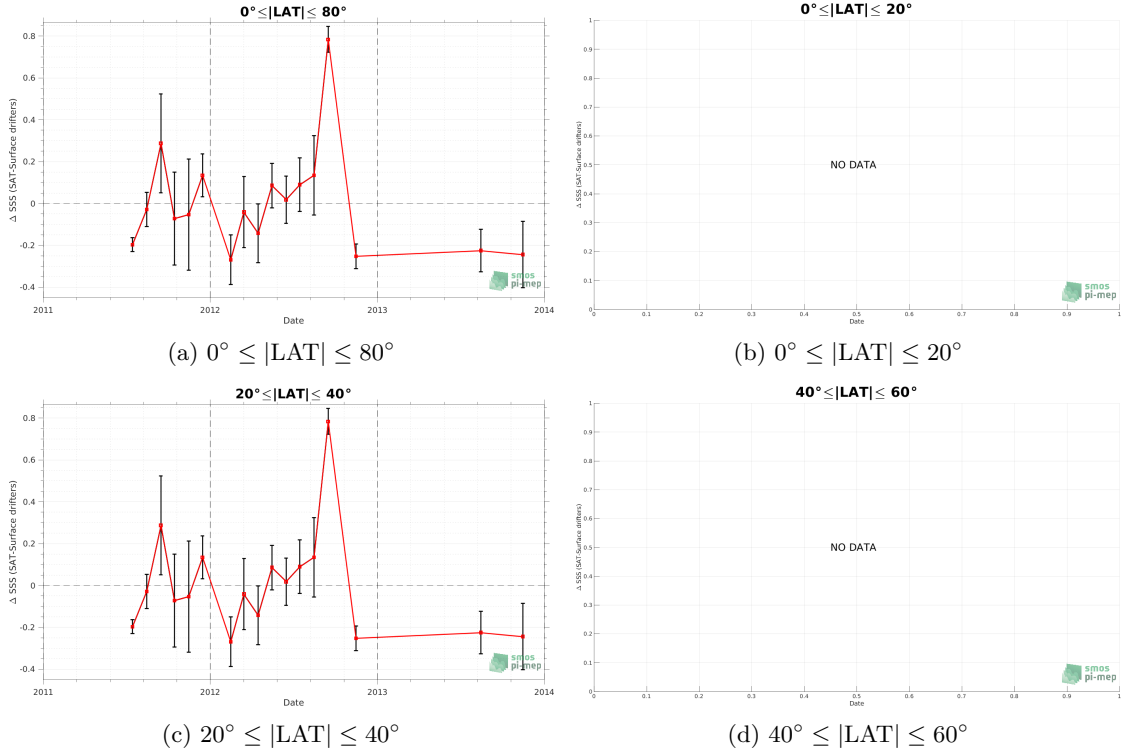 0°≤|LAT|≤ 80°
Δ SSS (SAT-Surface drifters)
0.8
0.6
0.4
0.2
0
-0.2
-0.4
2011
2012
2013
2014
Date
smos
pi-mep
(a) 0° ≤ |LAT| ≤ 80°
0°≤|LAT|≤ 20°
Δ SSS (SAT-Surface drifters)
1
0.9
0.8
0.7
0.6
0.5
0.4
0.3
0.2
0.1
0
NO DATA
0
0.1
0.2
0.3
0.4
0.5
0.6
0.7
0.8
0.9
1
Date
smos
pi-mep
(b) 0° ≤ |LAT| ≤ 20°
20°≤|LAT|≤ 40°
Δ SSS (SAT-Surface drifters)
0.8
0.6
0.4
0.2
0
-0.2
-0.4
2011
2012
2013
2014
Date
smos
pi-mep
(c) 20° ≤ |LAT| ≤ 40°
40°≤|LAT|≤ 60°
Δ SSS (SAT-Surface drifters)
1
0.9
0.8
0.7
0.6
0.5
0.4
0.3
0.2
0.1
0
NO DATA
0
0.1
0.2
0.3
0.4
0.5
0.6
0.7
0.8
0.9
1
Date
smos
pi-mep
(d) 40° ≤ |LAT| ≤ 60°